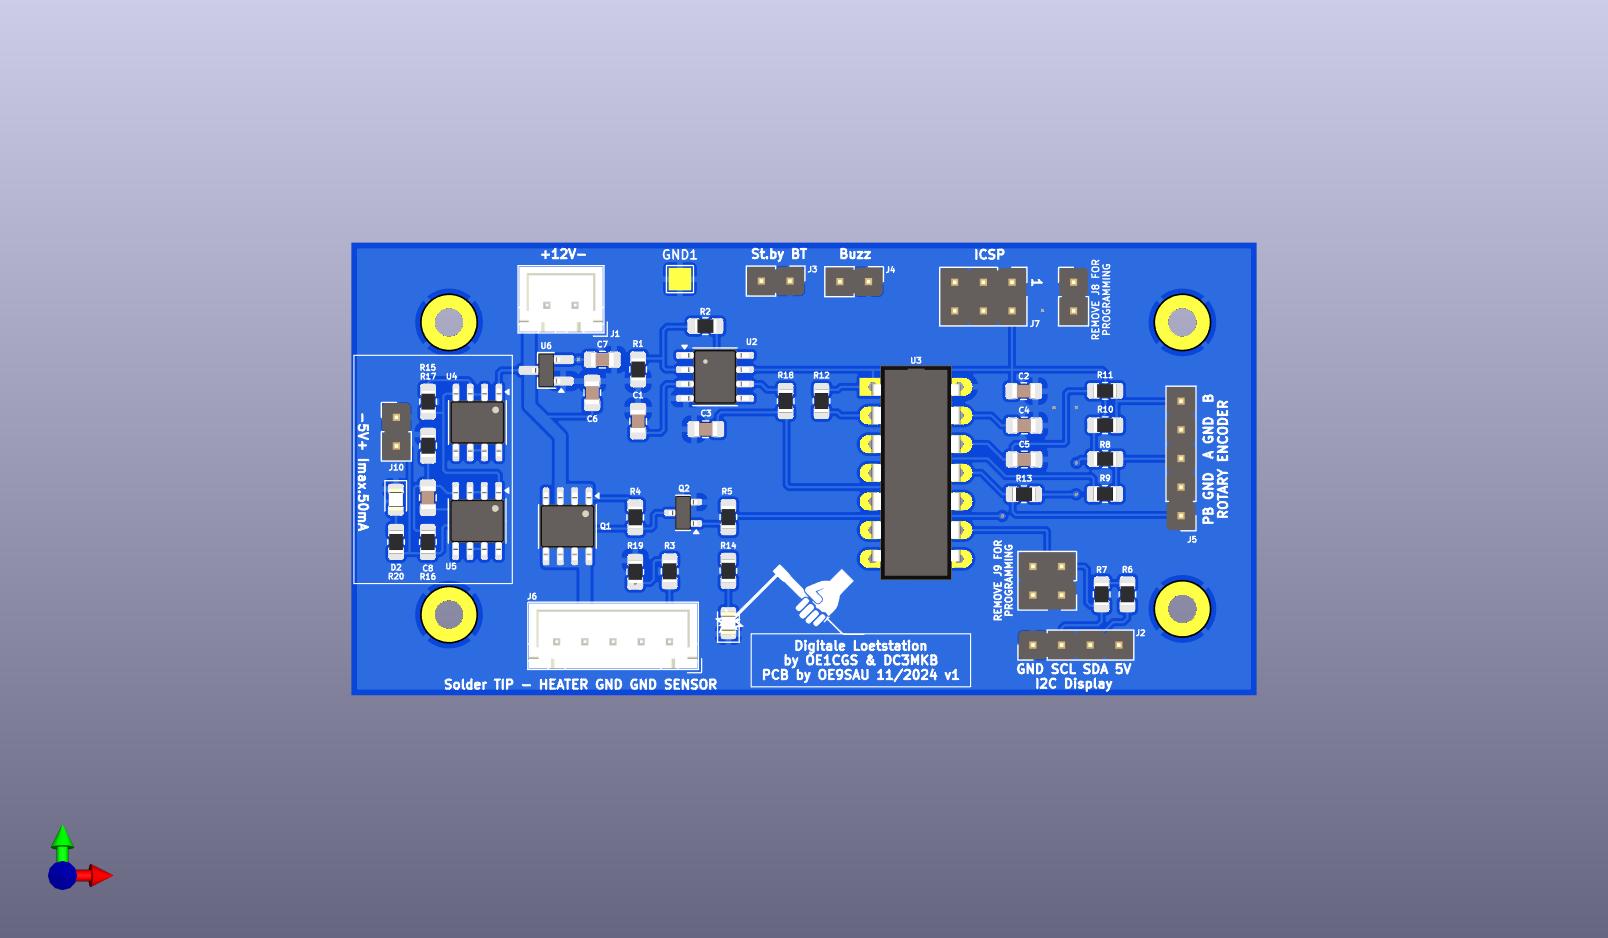 +12V-
GND1
St.by BT
Buzz
ICSP
J3
J4
1
J7
REMOVE J8 FOR
PROGRAMMING
J1
R2
U2
U6
C7
R1
U3
R15
R17
U4
C6
C1
C3
R18
R12
C2
R11
C4
R10
C5
R8
R13
R9
PB GND A GND B
ROTARY ENCODER
J5
-5V+ Imax.50mA
J10
D2
R20
C8
R16
U5
Q1
R4
Q2
R5
R19
R3
R14
J6
REMOVE J9 FOR
PROGRAMMING
R7
R6
J2
GND SCL SDA 5V
I2C Display
Digitale Loetstation
by OE1CGS & DC3MKB
PCB by OE9SAU 11/2024 v1
Solder TIP - HEATER GND GND SENSOR